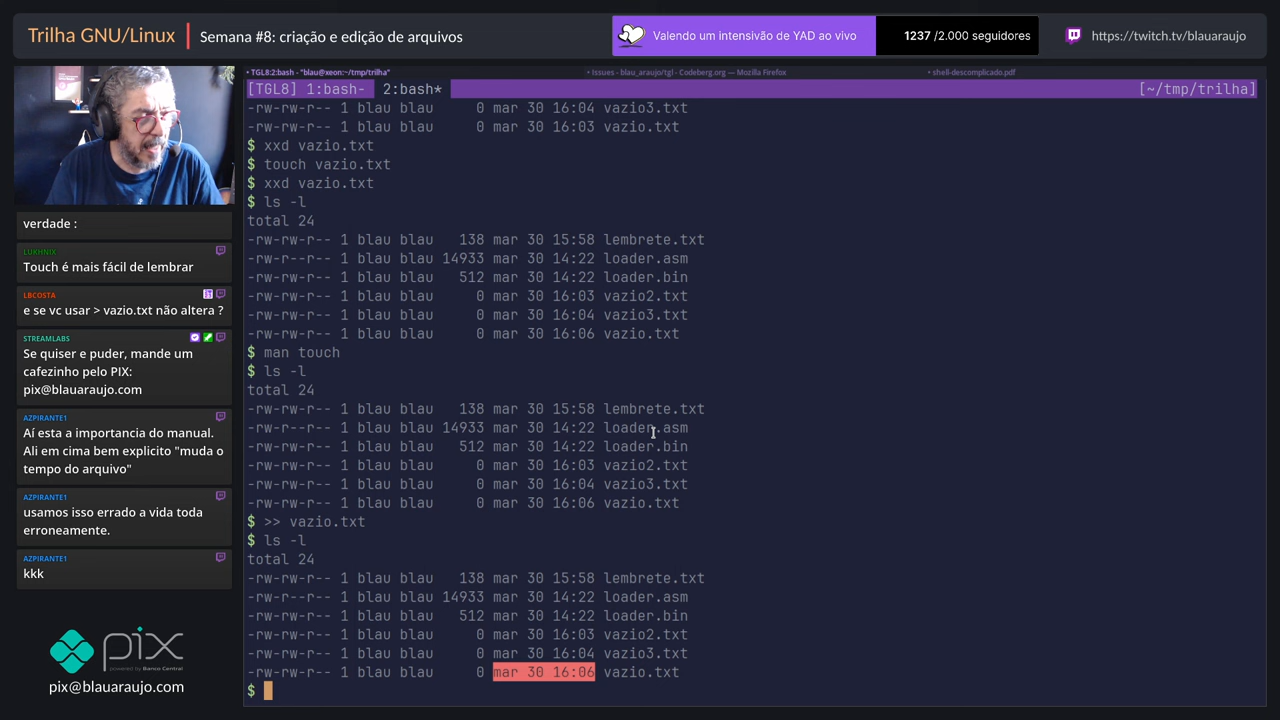 Trilha GNU/Linux
Semana #8: criação e edição de arquivos
Valendo um intensivão de YAD ao vivo
1237 /2.000 seguidores
https://twitch.tv/blauaraujo
• TGL8:2:bash - "blau@xeon:~/tmp/trilha"
• Issues - blau_araujo/tgl - Codeberg.org — Mozilla Firefox
• shell-descomplicado.pdf
[TGL8] 1:bash- 2:bash*
[~/tmp/trilha]
-rw-rw-r-- 1 blau blau 0 mar 30 16:04 vazio3.txt
-rw-rw-r-- 1 blau blau 0 mar 30 16:03 vazio.txt
$ xxd vazio.txt
$ touch vazio.txt
$ xxd vazio.txt
$ ls -l
total 24
-rw-rw-r-- 1 blau blau 138 mar 30 15:58 lembrete.txt
-rw-r--r-- 1 blau blau 14933 mar 30 14:22 loader.asm
-rw-rw-r-- 1 blau blau 512 mar 30 14:22 loader.bin
-rw-rw-r-- 1 blau blau 0 mar 30 16:03 vazio2.txt
-rw-rw-r-- 1 blau blau 0 mar 30 16:04 vazio3.txt
-rw-rw-r-- 1 blau blau 0 mar 30 16:06 vazio.txt
$ man touch
$ ls -l
total 24
-rw-rw-r-- 1 blau blau 138 mar 30 15:58 lembrete.txt
-rw-r--r-- 1 blau blau 14933 mar 30 14:22 loader.asm
-rw-rw-r-- 1 blau blau 512 mar 30 14:22 loader.bin
-rw-rw-r-- 1 blau blau 0 mar 30 16:03 vazio2.txt
-rw-rw-r-- 1 blau blau 0 mar 30 16:04 vazio3.txt
-rw-rw-r-- 1 blau blau 0 mar 30 16:06 vazio.txt
$ >> vazio.txt
$ ls -l
total 24
-rw-rw-r-- 1 blau blau 138 mar 30 15:58 lembrete.txt
-rw-r--r-- 1 blau blau 14933 mar 30 14:22 loader.asm
-rw-rw-r-- 1 blau blau 512 mar 30 14:22 loader.bin
-rw-rw-r-- 1 blau blau 0 mar 30 16:03 vazio2.txt
-rw-rw-r-- 1 blau blau 0 mar 30 16:04 vazio3.txt
-rw-rw-r-- 1 blau blau 0 mar 30 16:06 vazio.txt
$
verdade :
LUKHNIX
Touch é mais fácil de lembrar
LBCOSTA
e se vc usar > vazio.txt não altera ?
STREAMLABS
Se quiser e puder, mande um
cafezinho pelo PIX:
pix@blauaraujo.com
AZPIRANTE1
Aí esta a importancia do manual.
Ali em cima bem explicito "muda o
tempo do arquivo"
AZPIRANTE1
usamos isso errado a vida toda
erroneamente.
AZPIRANTE1
kkk
pix
powered by Banco Central
pix@blauaraujo.com